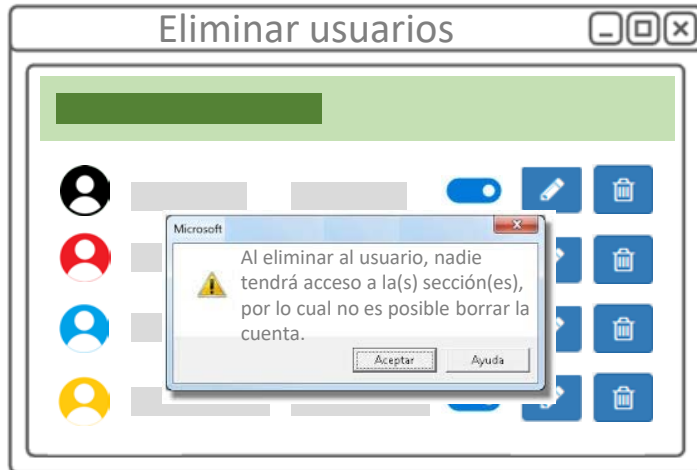 Eliminar usuarios
Microsoft
Al eliminar al usuario, nadie
tendrá acceso a la(s) sección(es),
por lo cual no es posible borrar la
cuenta.
Aceptar Ayuda